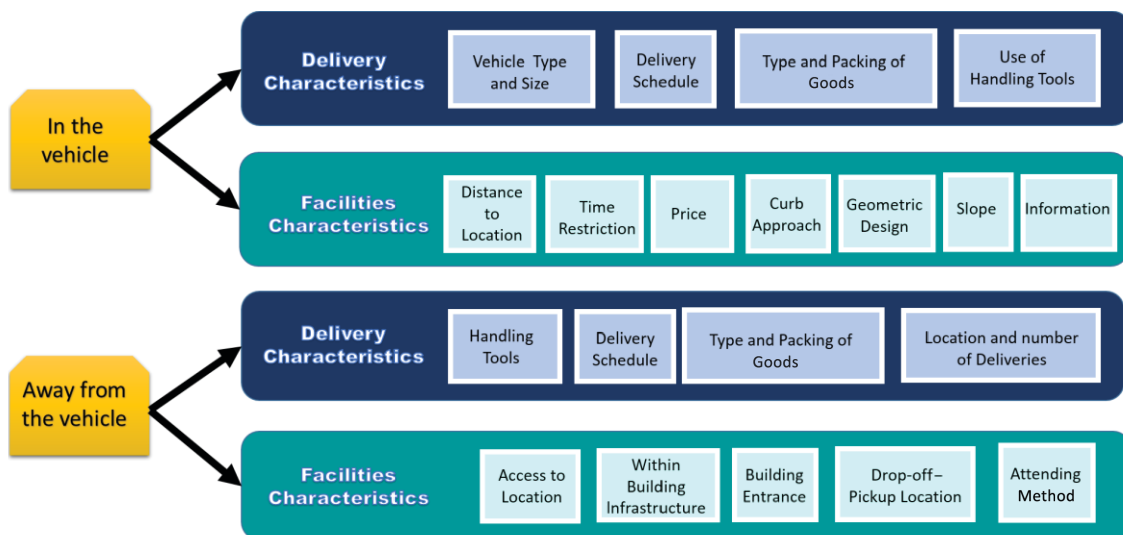 In the
vehicle
Delivery
Characteristics
Vehicle Type
and Size
Delivery
Schedule
Type and Packing of
Goods
Use of
Handling Tools
Facilities
Characteristics
Distance
to
Location
Time
Restriction
Price
Curb
Approach
Geometric
Design
Slope
Information
Away from
the vehicle
Delivery
Characteristics
Handling
Tools
Delivery
Schedule
Type and Packing of
Goods
Location and number
of Deliveries
Facilities
Characteristics
Access to
Location
Within
Building
Infrastructure
Building
Entrance
Drop-off–
Pickup Location
Attending
Method